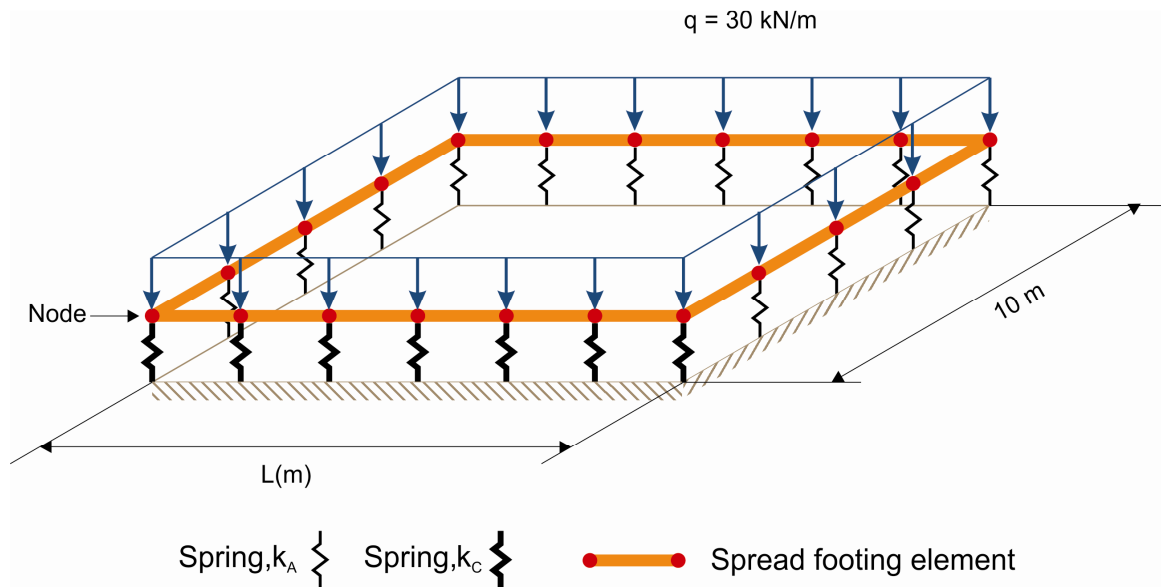 q = 30 kN/m
Node
10 m
L(m)
Spring,kA Spring,kC Spread footing element